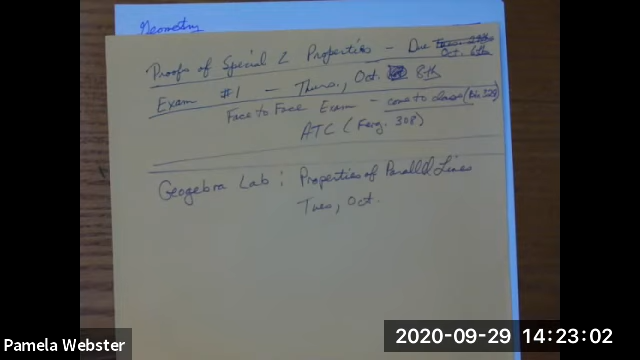 Geometry
Proofs of Special ∠ Properties - Due Tues. 29th
Oct. 6th
Exam #1 - Thurs., Oct. 8th
Face to Face Exam - come to class
ATC (Ferg. 308)
Geogebra Lab: Properties of Parallel Lines
Tues, Oct.
Pamela Webster
2020-09-29 14:23:02